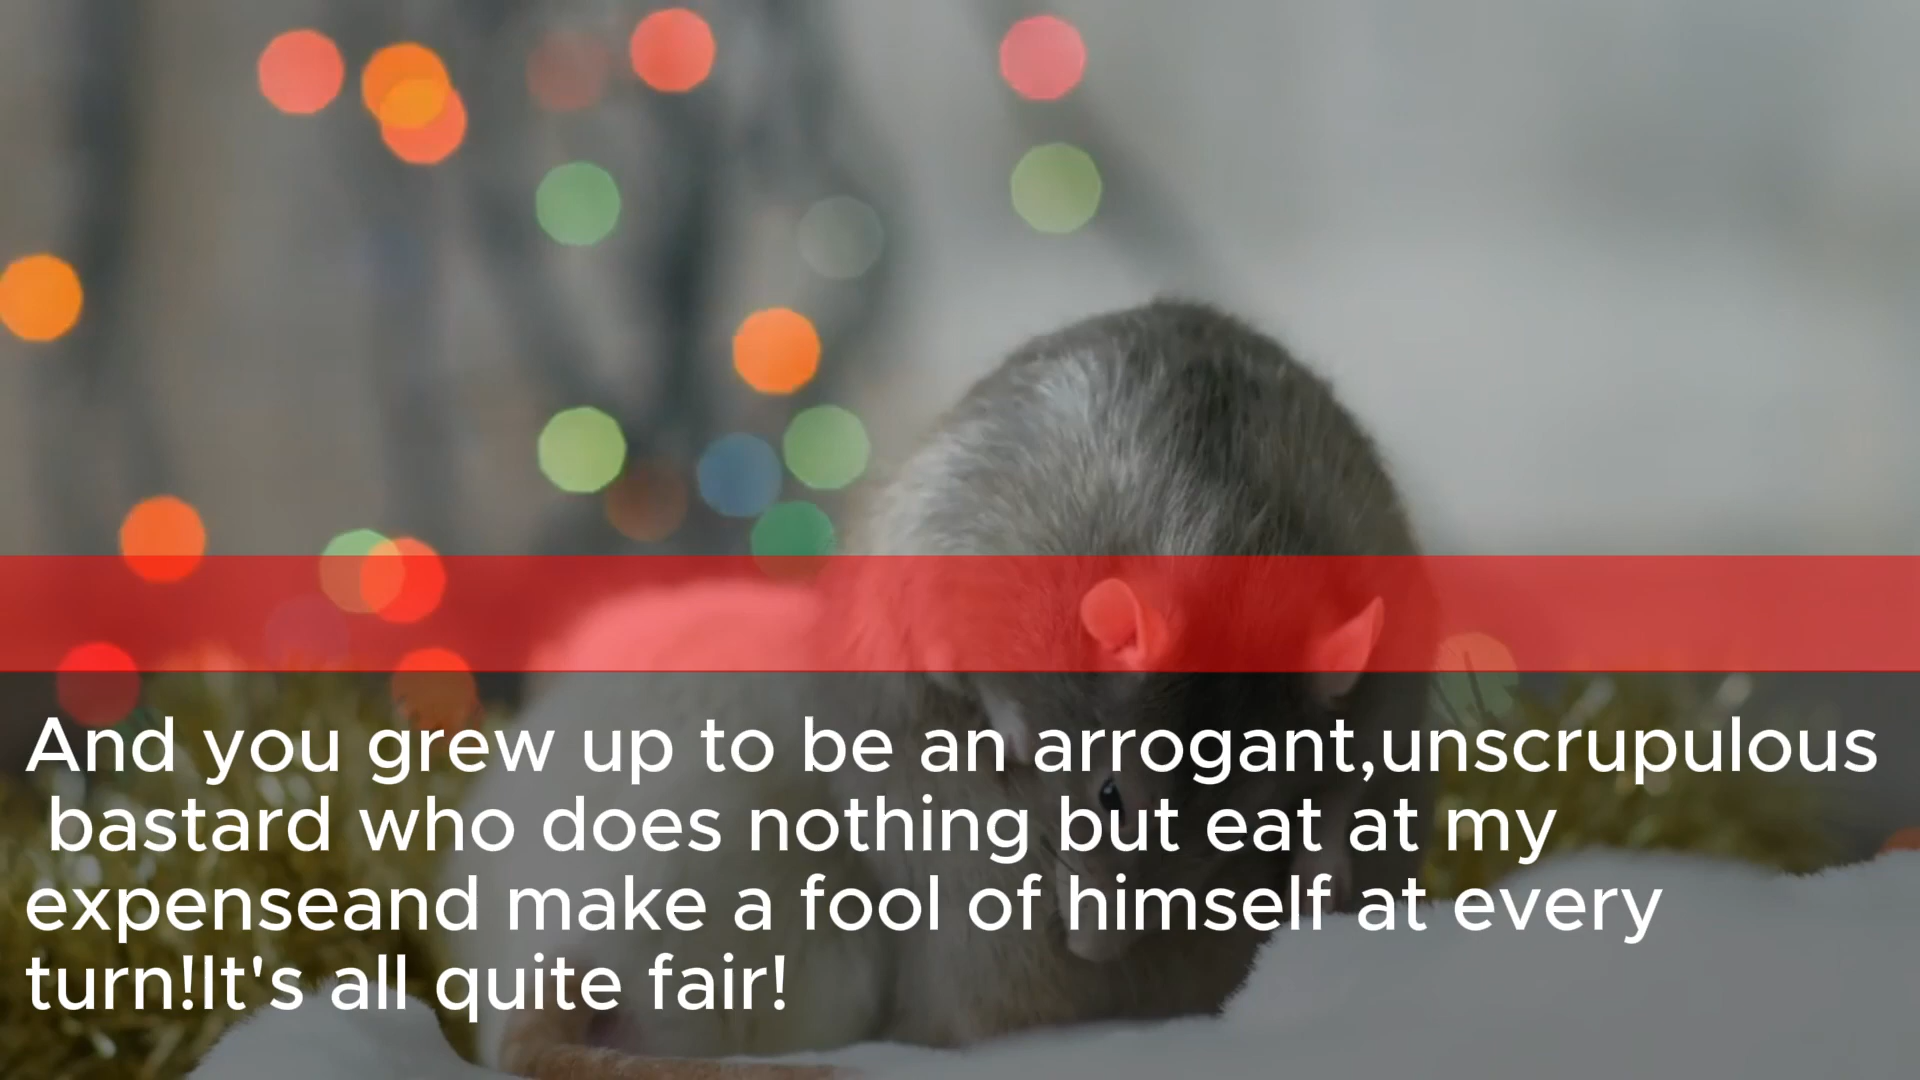 And you grew up to be an arrogant,unscrupulous
bastard who does nothing but eat at my
expenseand make a fool of himself at every
turn!It's all quite fair!